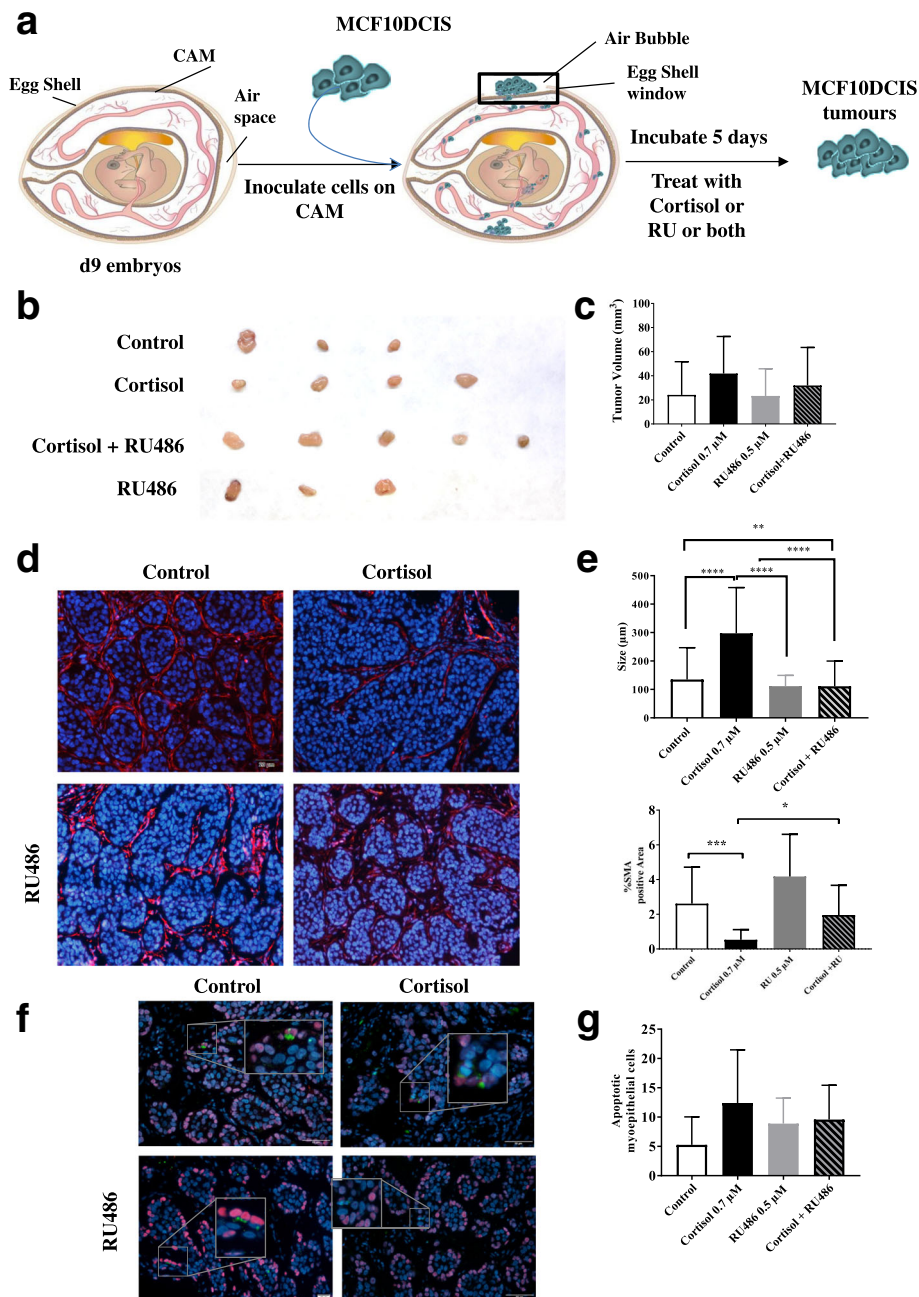 a
MCF10DCIS
CAM
Egg Shell
Air
space
Air Bubble
Egg Shell
window
MCF10DCIS
tumours
Inoculate cells on
CAM
Incubate 5 days
Treat with
Cortisol or
RU or both
d9 embryos
b
Control
Cortisol
Cortisol + RU486
RU486
c
Tumor Volume (mm³)
100
80
60
40
20
0
Control
Cortisol 0.7 µM
RU486 0.5 µM
Cortisol+RU486
d
Control
Cortisol
RU486
e
**
****
****
****
Size (µm)
500
400
300
200
100
0
Control
Cortisol 0.7 µM
RU486 0.5 µM
Cortisol + RU486
*
***
%SMA
positive Area
8
6
4
2
0
Control
Cortisol 0.7 µM
RU 0.5 µM
Cortisol +RU
f
Control
Cortisol
RU486
g
Apoptotic
myoepithelial cells
25
20
15
10
5
0
Control
Cortisol 0.7 µM
RU486 0.5 µM
Cortisol + RU486